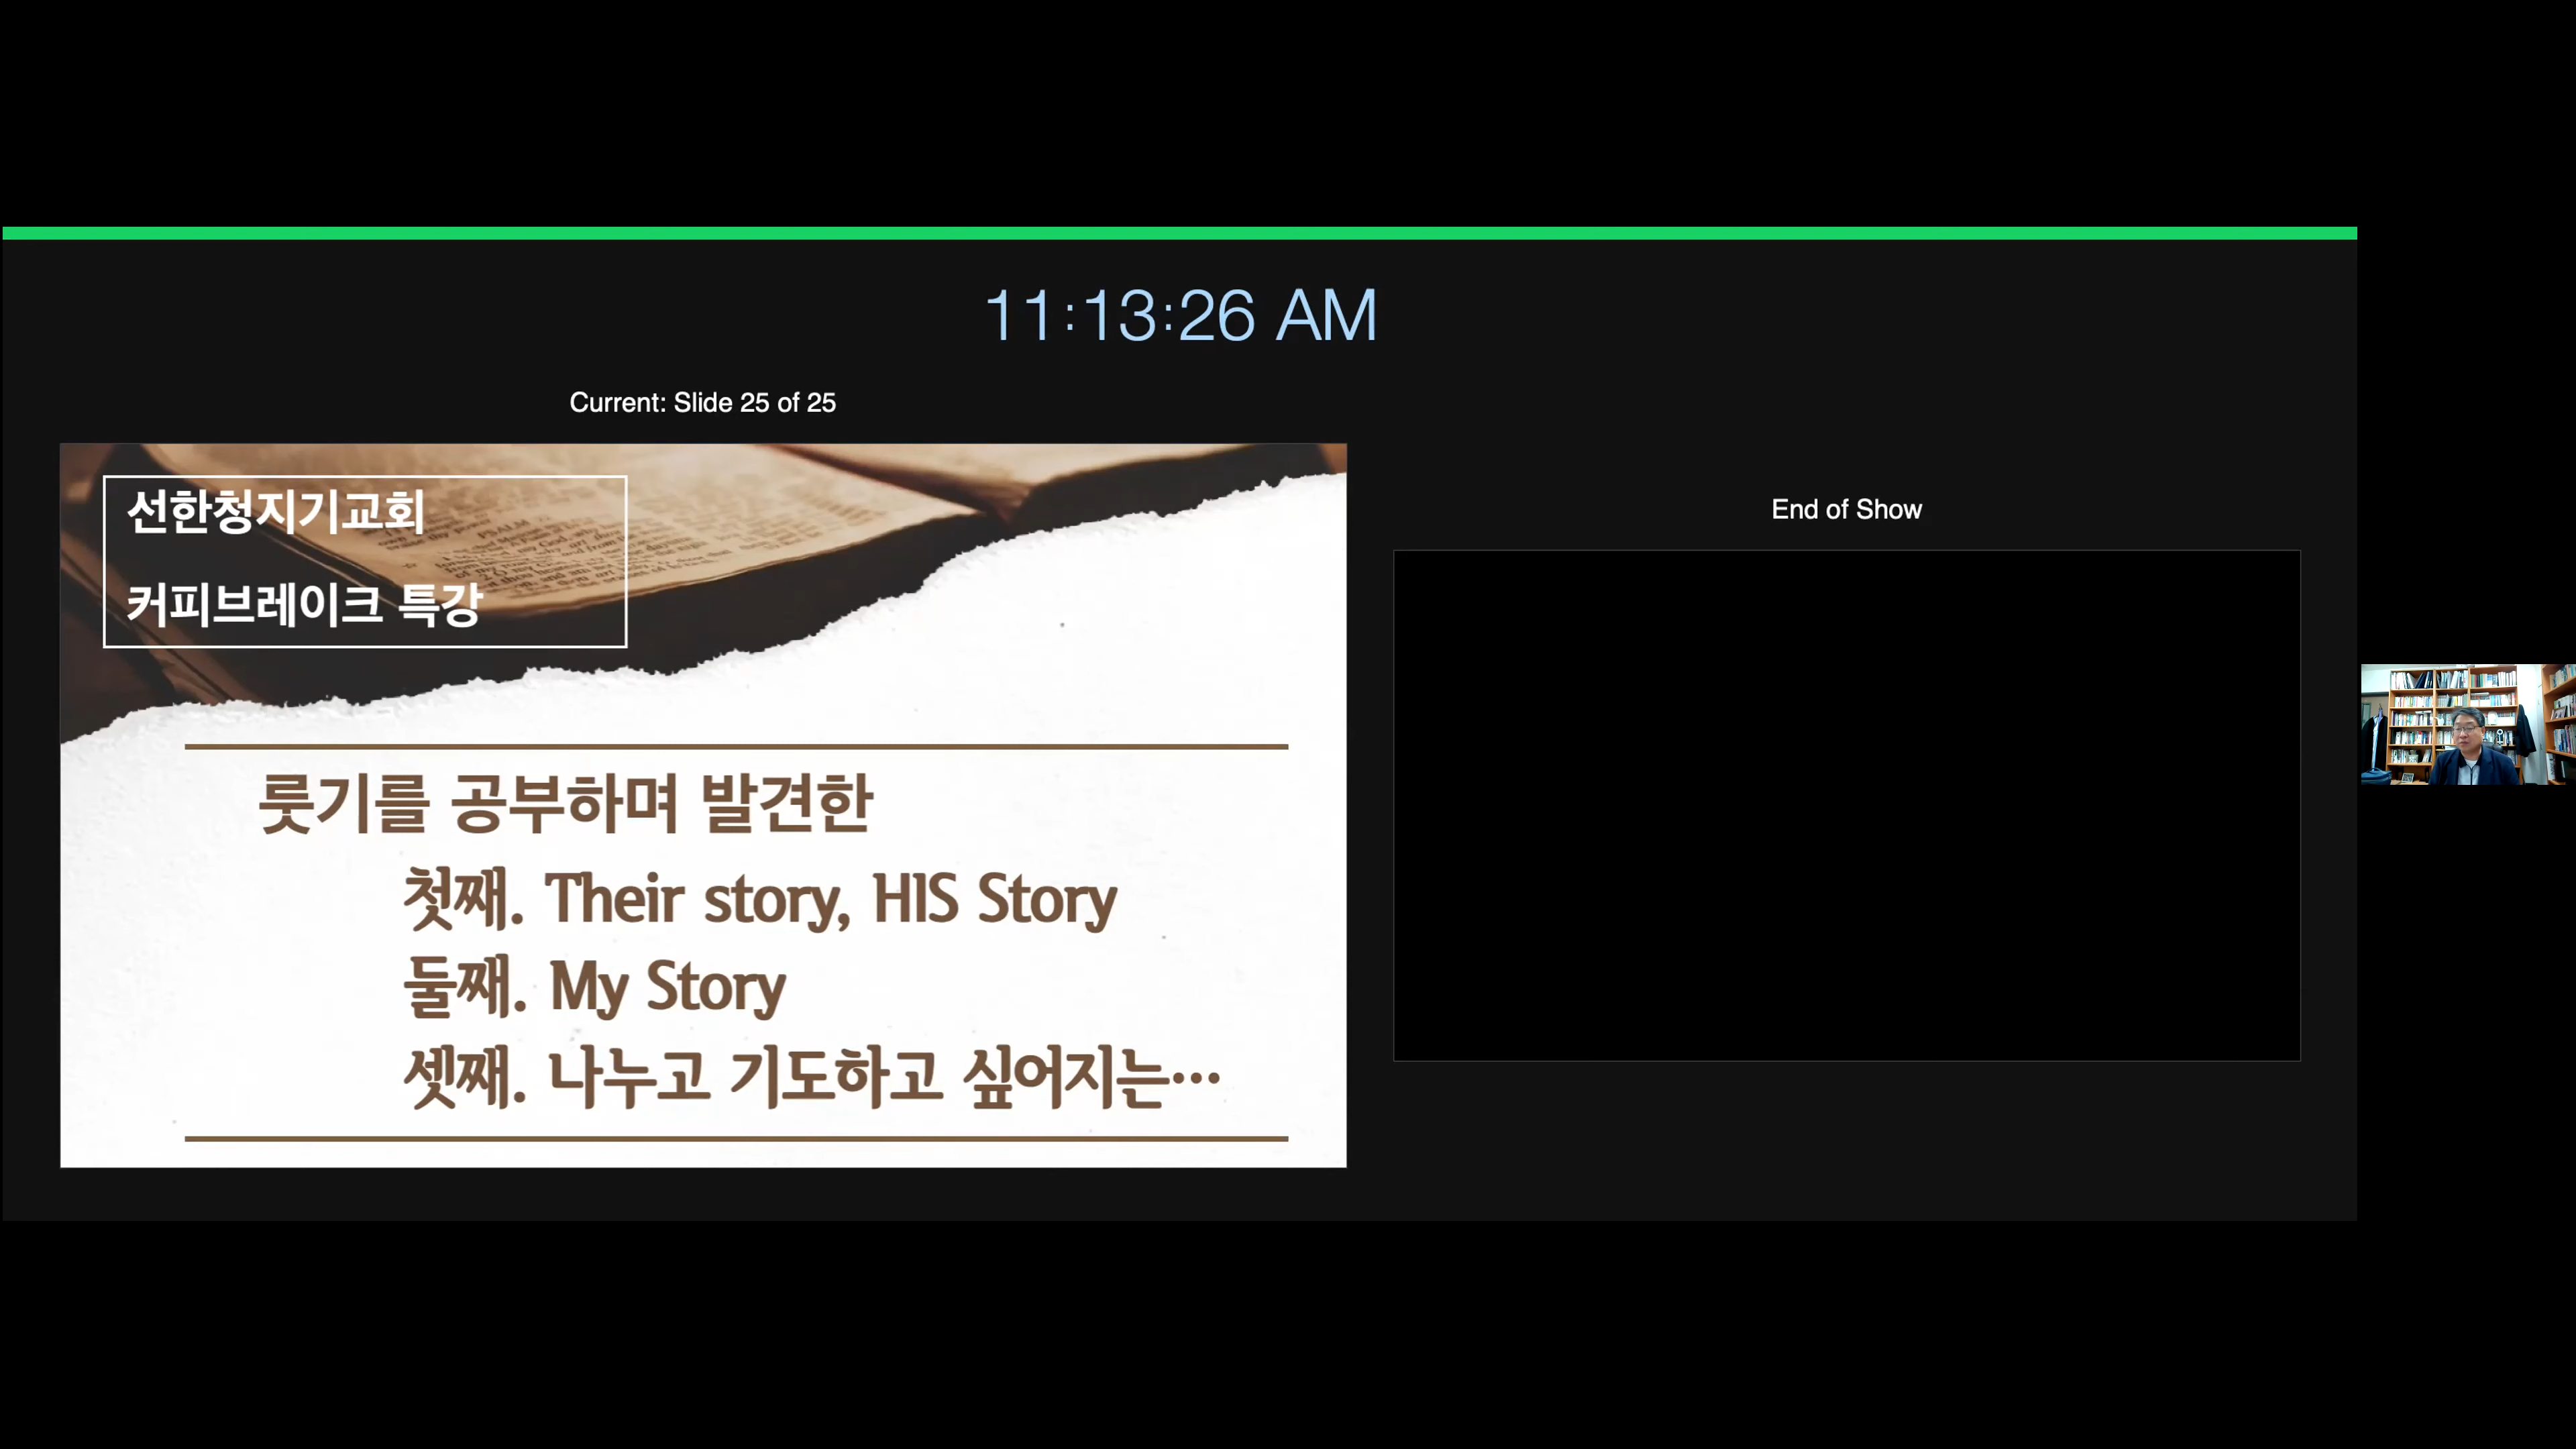 11:13:26 AM
Current: Slide 25 of 25
선한청지기교회
커피브레이크 특강
룻기를 공부하며 발견한
첫째. Their story, HIS Story
둘째. My Story
셋째. 나누고 기도하고 싶어지는…
End of Show